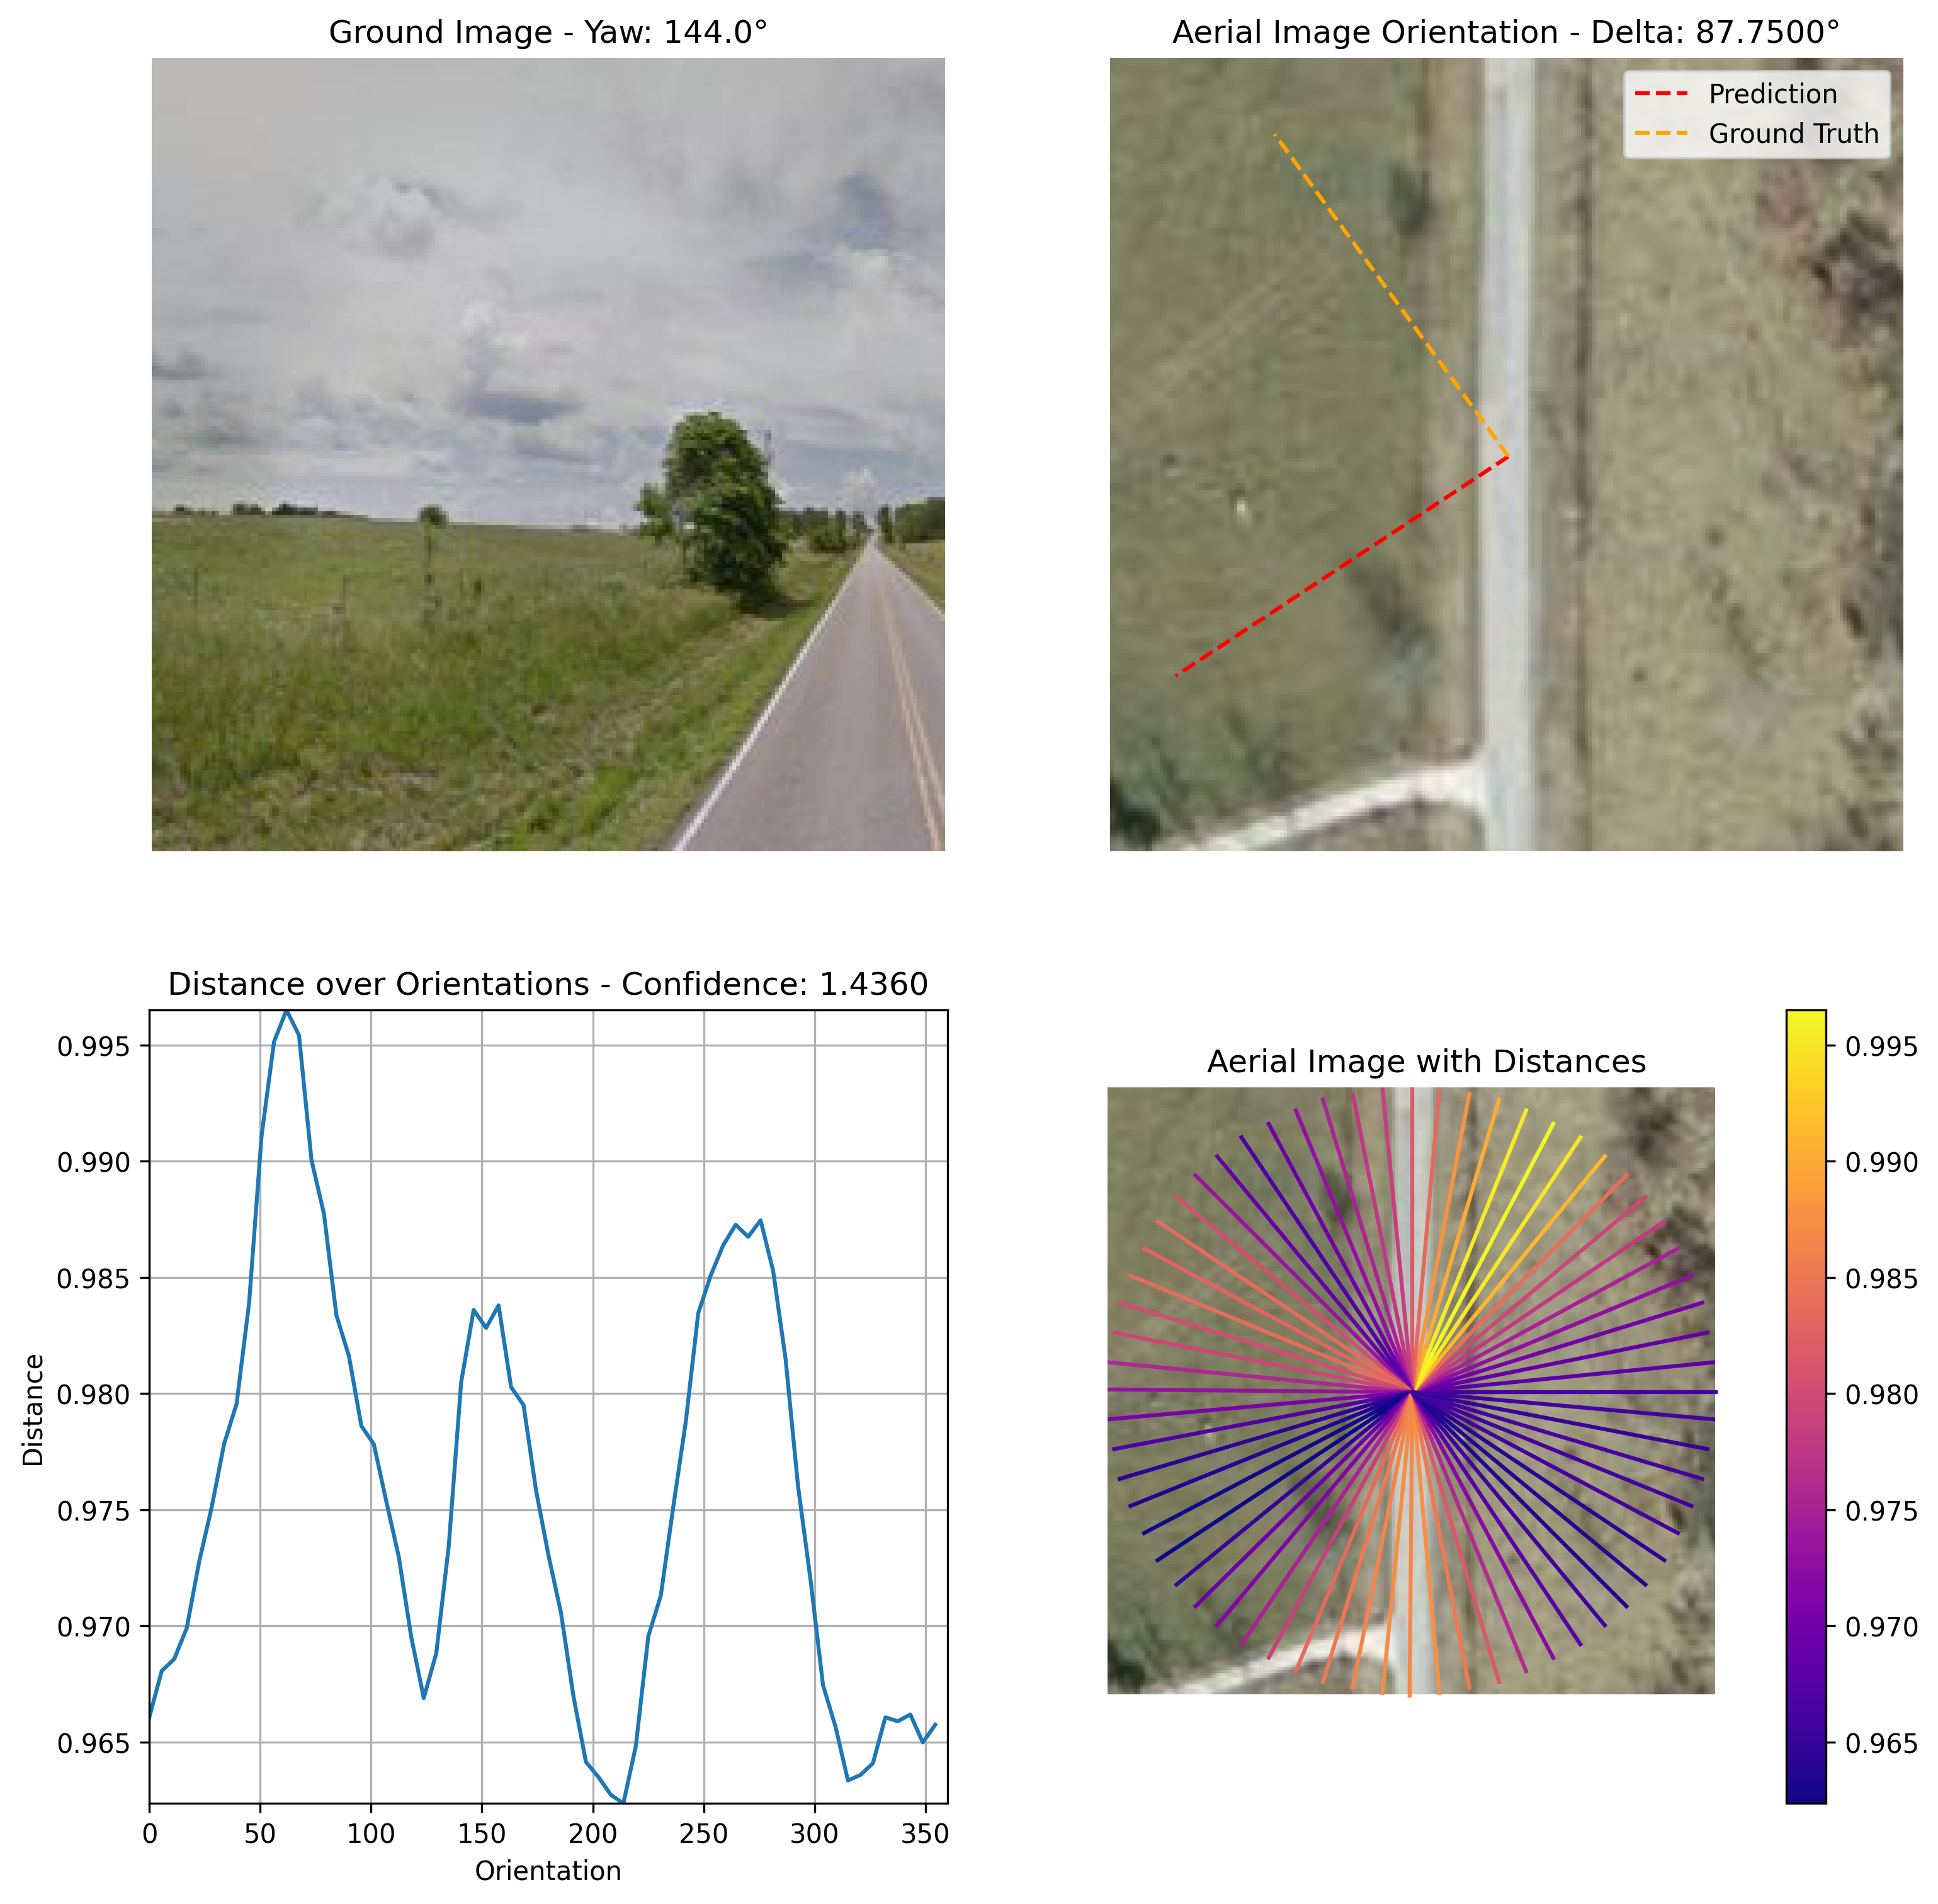 Ground Image - Yaw: 144.0°
Aerial Image Orientation - Delta: 87.7500°
Prediction
Ground Truth
Distance over Orientations - Confidence: 1.4360
0.995
0.990
0.985
0.980
0.975
0.970
0.965
Distance
0
50
100
150
200
250
300
350
Orientation
Aerial Image with Distances
0.995
0.990
0.985
0.980
0.975
0.970
0.965